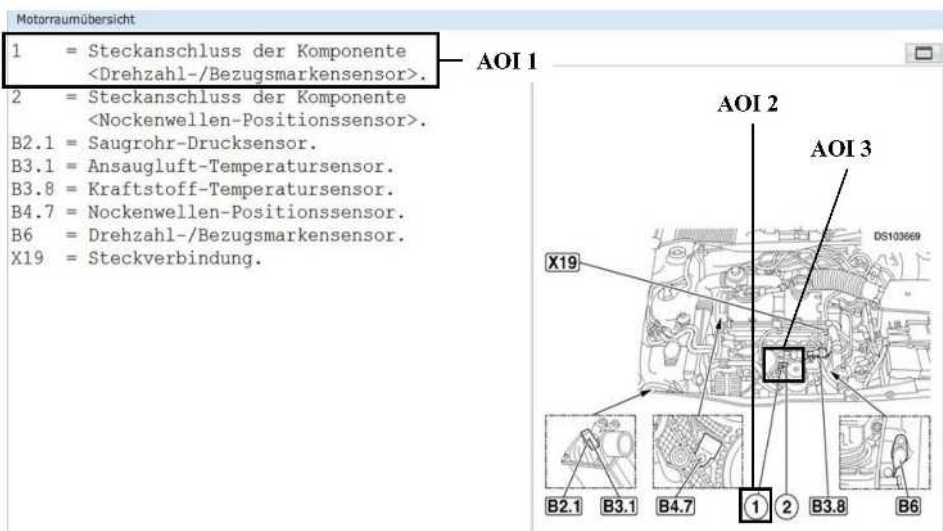 Motorraumübersicht
1 = Steckanschluss der Komponente
<Drehzahl-/Bezugsmarkensensor>.
2 = Steckanschluss der Komponente
<Nockenwellen-Positionssensor>.
B2.1 = Saugrohr-Drucksensor.
B3.1 = Ansaugluft-Temperatursensor.
B3.8 = Kraftstoff-Temperatursensor.
B4.7 = Nockenwellen-Positionssensor.
B6 = Drehzahl-/Bezugsmarkensensor.
X19 = Steckverbindung.
AOI 1
AOI 2
AOI 3
DS103669
X19
B2.1 B3.1 B4.7 1 2 B3.8 B6